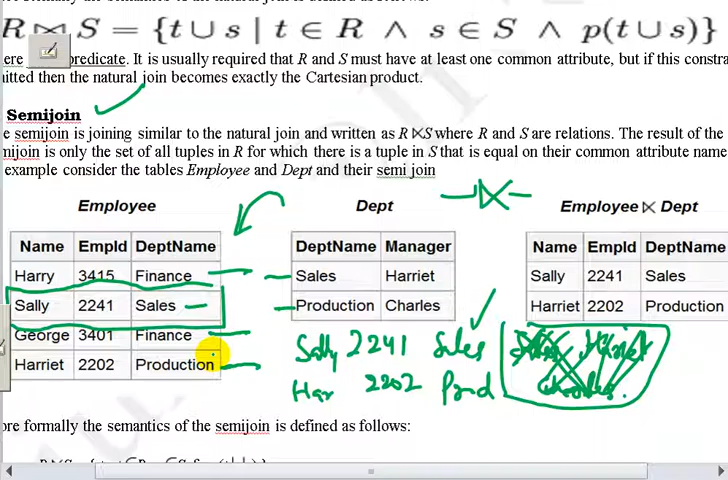 R ⋈ S = {t ∪ s | t ∈ R ∧ s ∈ S ∧ p(t ∪ s)}
ere predicate. It is usually required that R and S must have at least one common attribute, but if this constra
itted then the natural join becomes exactly the Cartesian product.
Semijoin
e semijoin is joining similar to the natural join and written as R ⋉ S where R and S are relations. The result of the
mijoin is only the set of all tuples in R for which there is a tuple in S that is equal on their common attribute name
example consider the tables Employee and Dept and their semi join
Employee Dept Employee ⋉ Dept
Name EmpId DeptName DeptName Manager Name EmpId DeptName
Harry 3415 Finance Sales Harriet Sally 2241 Sales
Sally 2241 Sales Production Charles Harriet 2202 Production
George 3401 Finance Sally 2241 Sales
Harriet 2202 Production Har 2202 Prod
ore formally the semantics of the semijoin is defined as follows: